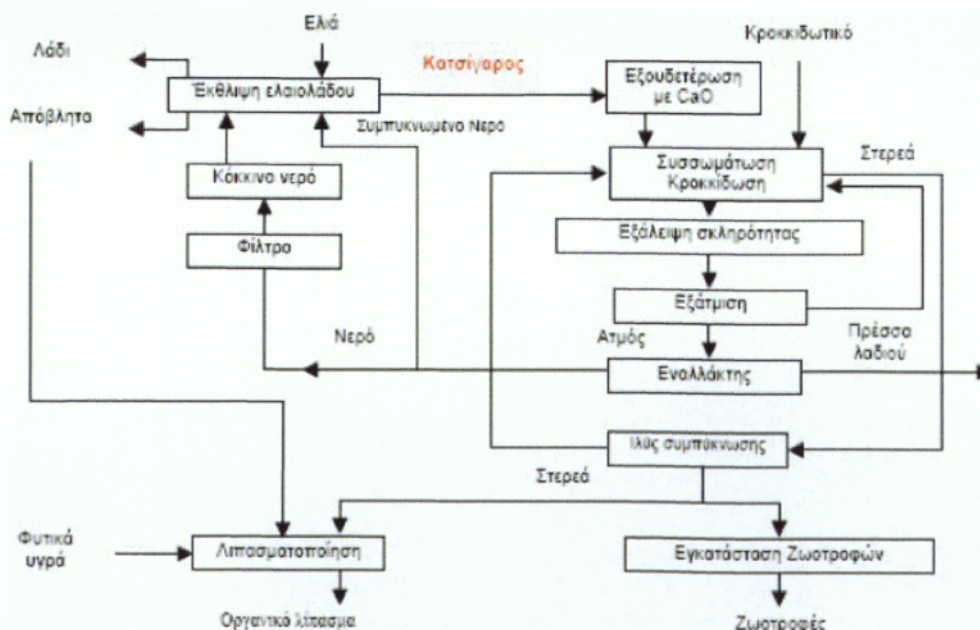 Ελιά
Κροκκιδωτικό
Λάδι
Κατσίγαρος
Έκθλιψη ελαιολάδου
Εξουδετέρωση
με CaO
Απόβλητα
Συμπυκνωμένο Νερό
Συσσωμάτωση
Κροκκίδωση
Στερεά
Κόκκινο νερό
Εξάλειψη σκληρότητας
Φίλτρο
Εξάτμιση
Νερό
Ατμός
Πρέσσα
λαδιού
Εναλλάκτης
Ιλύς συμπύκνωσης
Στερεά
Φυτικά
υγρά
Λιπασματοποίηση
Εγκατάσταση Ζωοτροφών
Οργανικό λίπασμα
Ζωοτροφές